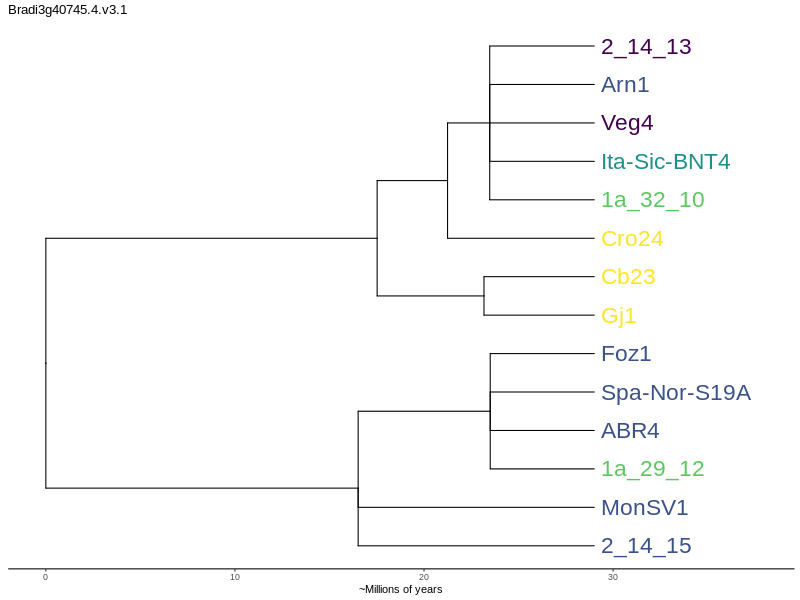 Bradi3g40745.4.v3.1
2_14_13
Arn1
Veg4
Ita-Sic-BNT4
1a_32_10
Cro24
Cb23
Gj1
Foz1
Spa-Nor-S19A
ABR4
1a_29_12
MonSV1
2_14_15
0 10 20 30
~Millions of years